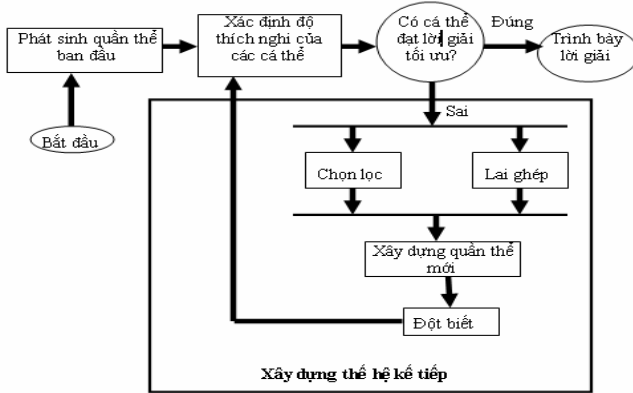 Phát sinh quần thể
ban đầu
Xác định độ
thích nghi của
các cá thể
Có cá thể
đạt lời giải
tối ưu?
Đúng
Trình bày
lời giải
Bắt đầu
Sai
Chọn lọc
Lai ghép
Xây dựng quần thể
mới
Đột biết
Xây dựng thế hệ kế tiếp